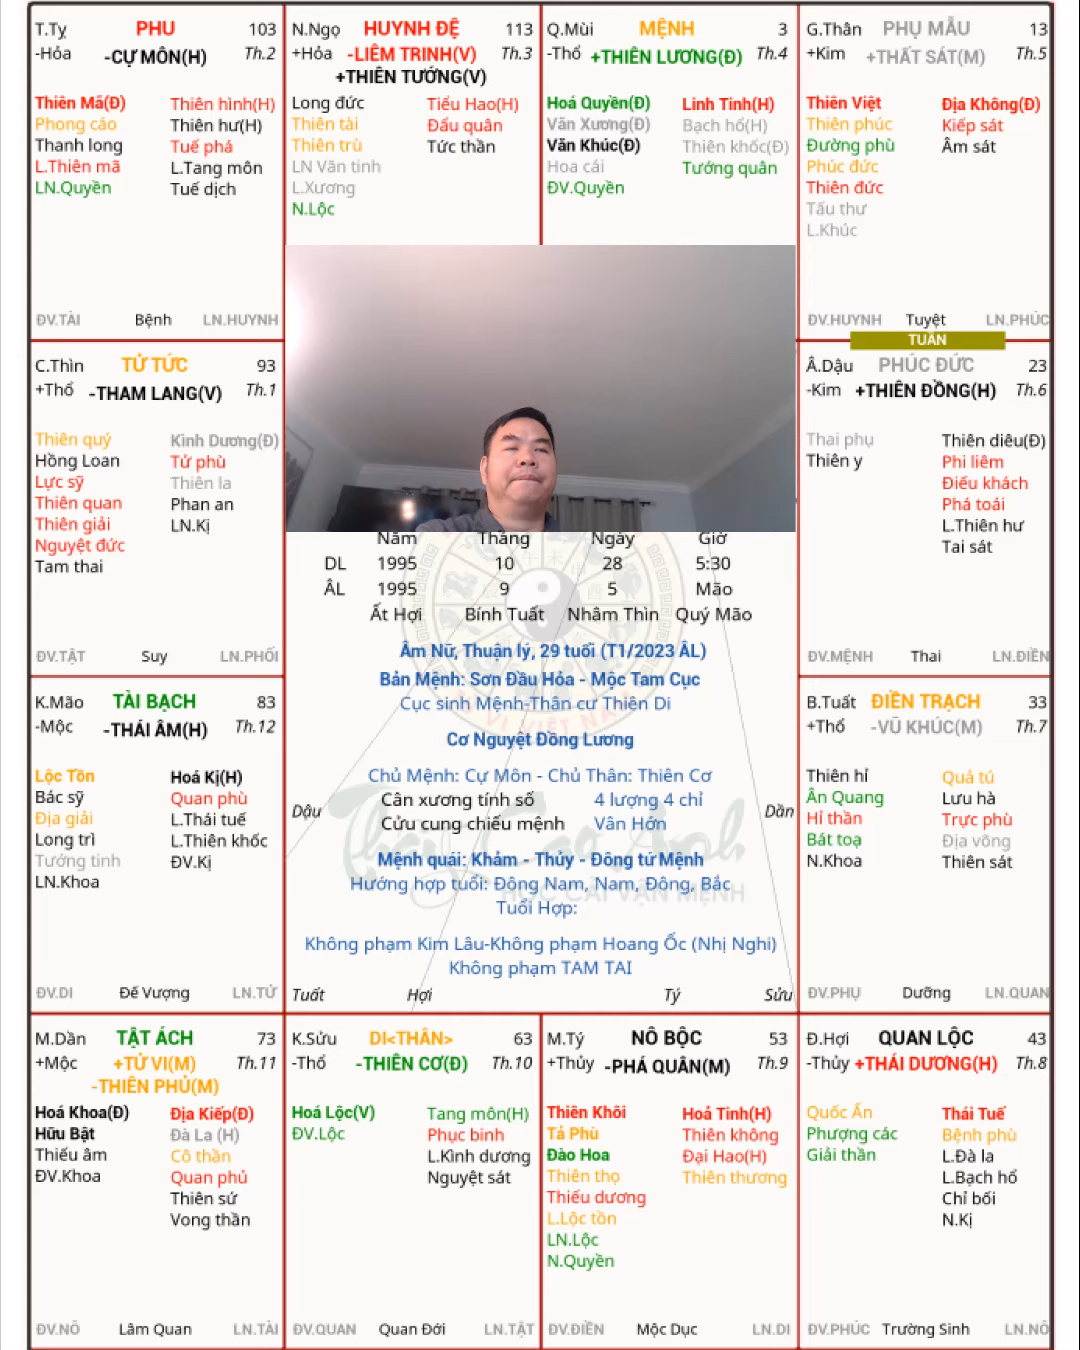 T.Tỵ PHU 103
-Hỏa -CỰ MÔN(H) Th.2
Thiên Mã(Đ) Thiên hình(H)
Phong cáo Thiên hư(H)
Thanh long Tuế phá
L.Thiên mã L.Tang môn
LN.Quyền Tuế dịch
ĐV.TÀI Bệnh LN.HUYNH
N.Ngọ HUYNH ĐỆ 113
+Hỏa -LIÊM TRINH(V) Th.3
+THIÊN TƯỚNG(V)
Long đức Tiểu Hao(H)
Thiên tài Đẩu quân
Thiên trù Tức thần
LN Văn tinh
L.Xương
N.Lộc
Q.Mùi MỆNH 3
-Thổ +THIÊN LƯƠNG(Đ) Th.4
Hoá Quyền(Đ) Linh Tinh(H)
Văn Xương(Đ) Bạch hổ(H)
Văn Khúc(Đ) Thiên khốc(Đ)
Hoa cái Tướng quân
ĐV.Quyền
G.Thân PHỤ MẪU 13
+Kim +THẤT SÁT(M) Th.5
Thiên Việt Địa Không(Đ)
Thiên phúc Kiếp sát
Đường phù Âm sát
Phúc đức
Thiên đức
Tấu thư
L.Khúc
ĐV.HUYNH Tuyệt LN.PHÚC
TUẦN
C.Thìn TỬ TỨC 93
+Thổ -THAM LANG(V) Th.1
Thiên quý Kình Dương(Đ)
Hồng Loan Tử phù
Lực sỹ Thiên la
Thiên quan Phan an
Thiên giải LN.Kị
Nguyệt đức
Tam thai
ĐV.TẬT Suy LN.PHỐI
Â.Dậu PHÚC ĐỨC 23
-Kim +THIÊN ĐỒNG(H) Th.6
Thai phụ Thiên diêu(Đ)
Thiên y Phi liêm
Điếu khách
Phá toái
L.Thiên hư
Tai sát
ĐV.MỆNH Thai LN.ĐIỀN
Năm Tháng Ngày Giờ
DL 1995 10 28 5:30
ÂL 1995 9 5 Mão
Ất Hợi Bính Tuất Nhâm Thìn Quý Mão
Âm Nữ, Thuận lý, 29 tuổi (T1/2023 ÂL)
Bản Mệnh: Sơn Đầu Hỏa - Mộc Tam Cục
Cục sinh Mệnh-Thân cư Thiên Di
Cơ Nguyệt Đồng Lương
Chủ Mệnh: Cự Môn - Chủ Thân: Thiên Cơ
Cân xương tính số 4 lượng 4 chỉ
Cửu cung chiếu mệnh Vân Hớn
Mệnh quái: Khảm - Thủy - Đông tứ Mệnh
Hướng hợp tuổi: Đông Nam, Nam, Đông, Bắc
Tuổi Hợp:
Không phạm Kim Lâu-Không phạm Hoang Ốc (Nhị Nghi)
Không phạm TAM TAI
Dậu Dần
Tuất Hợi Tý Sửu
K.Mão TÀI BẠCH 83
-Mộc -THÁI ÂM(H) Th.12
Lộc Tồn Hoá Kị(H)
Bác sỹ Quan phù
Địa giải L.Thái tuế
Long trì L.Thiên khốc
Tướng tinh ĐV.Kị
LN.Khoa
ĐV.DI Đế Vượng LN.TỬ
B.Tuất ĐIỀN TRẠCH 33
+Thổ -VŨ KHÚC(M) Th.7
Thiên hỉ Quả tú
Ân Quang Lưu hà
Hỉ thần Trực phù
Bát toạ Địa võng
N.Khoa Thiên sát
ĐV.PHỤ Dưỡng LN.QUAN
M.Dần TẬT ÁCH 73
+Mộc +TỬ VI(M) Th.11
-THIÊN PHỦ(M)
Hoá Khoa(Đ) Địa Kiếp(Đ)
Hữu Bật Đà La (H)
Thiếu âm Cô thần
ĐV.Khoa Quan phủ
Thiên sứ
Vong thần
ĐV.NÔ Lâm Quan LN.TÀI
K.Sửu DI<THÂN> 63
-Thổ -THIÊN CƠ(Đ) Th.10
Hoá Lộc(V) Tang môn(H)
ĐV.Lộc Phục binh
L.Kình dương
Nguyệt sát
ĐV.QUAN Quan Đới LN.TẬT
M.Tý NÔ BỘC 53
+Thủy -PHÁ QUÂN(M) Th.9
Thiên Khôi Hoả Tinh(H)
Tả Phù Thiên không
Đào Hoa Đại Hao(H)
Thiên thọ Thiên thương
Thiếu dương
L.Lộc tồn
LN.Lộc
N.Quyền
ĐV.ĐIỀN Mộc Dục LN.DI
Đ.Hợi QUAN LỘC 43
-Thủy +THÁI DƯƠNG(H) Th.8
Quốc Ấn Thái Tuế
Phượng các Bệnh phù
Giải thần L.Đà la
L.Bạch hổ
Chỉ bối
N.Kị
ĐV.PHÚC Trường Sinh LN.NÔ